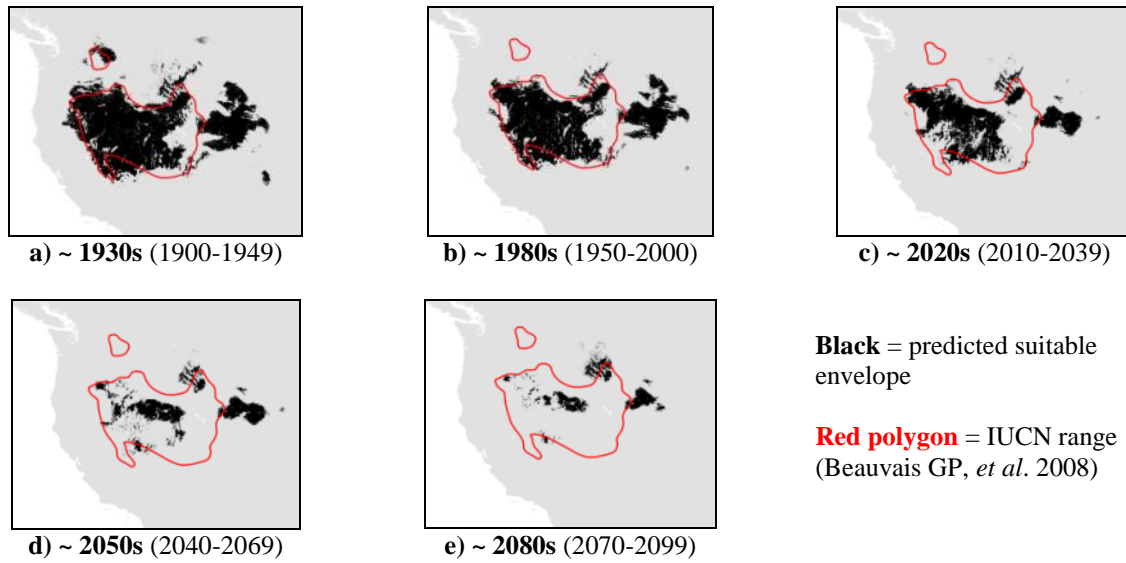 a) ~ 1930s (1900-1949)
b) ~ 1980s (1950-2000)
c) ~ 2020s (2010-2039)
Black = predicted suitable
envelope
Red polygon = IUCN range
(Beauvais GP, et al. 2008)
d) ~ 2050s (2040-2069)
e) ~ 2080s (2070-2099)